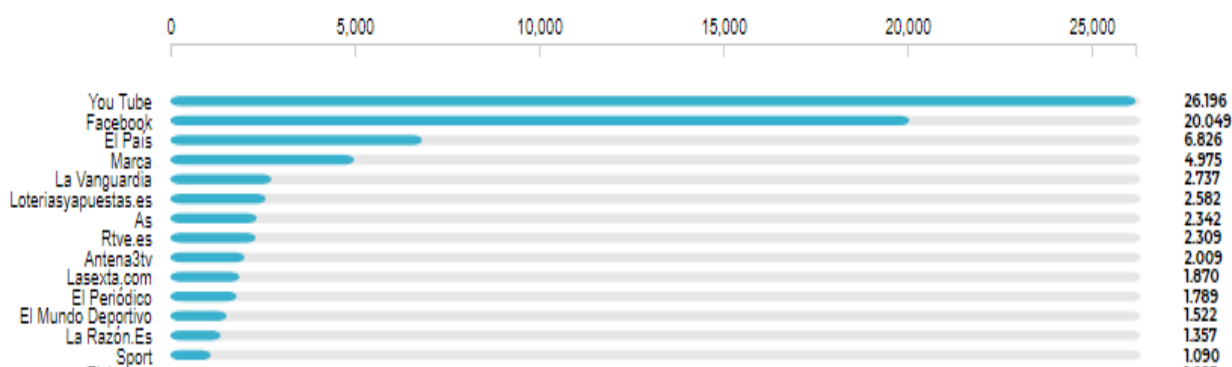 0 5,000 10,000 15,000 20,000 25,000
You Tube 26.196
Facebook 20.049
El País 6.826
Marca 4.975
La Vanguardia 2.737
Loteriasyapuestas.es 2.582
As 2.342
Rtve.es 2.309
Antena3tv 2.009
Lasexta.com 1.870
El Periódico 1.789
El Mundo Deportivo 1.522
La Razón.Es 1.357
Sport 1.090